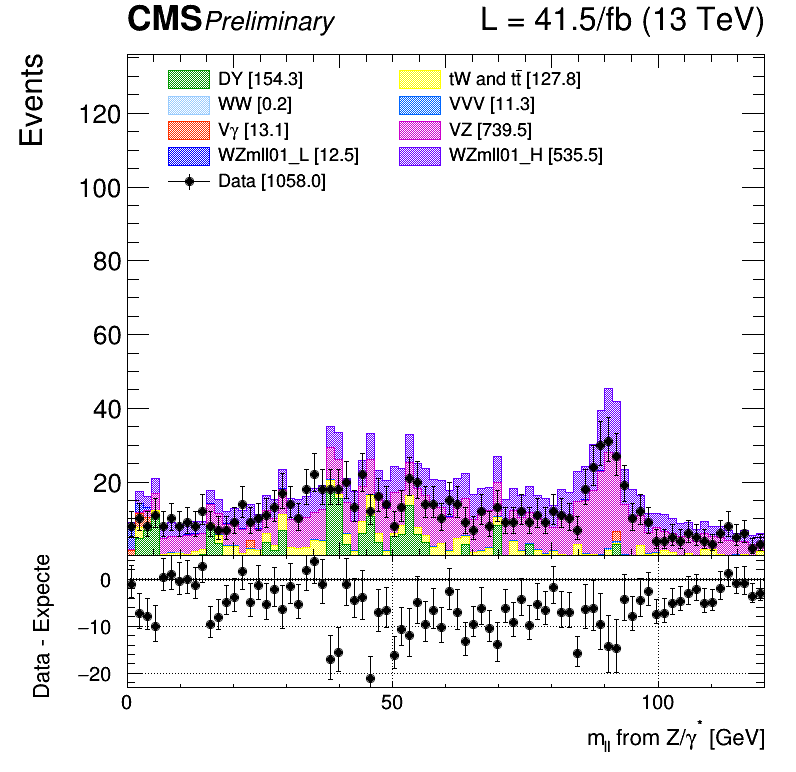 CMS Preliminary L = 41.5/fb (13 TeV)
Events
DY [154.3] tW and tt̄ [127.8]
WW [0.2] VVV [11.3]
Vγ [13.1] VZ [739.5]
WZmll01_L [12.5] WZmll01_H [535.5]
Data [1058.0]
120
100
80
60
40
20
Data - Expecte
0
−10
−20
0 50 100
m_ll from Z/γ* [GeV]